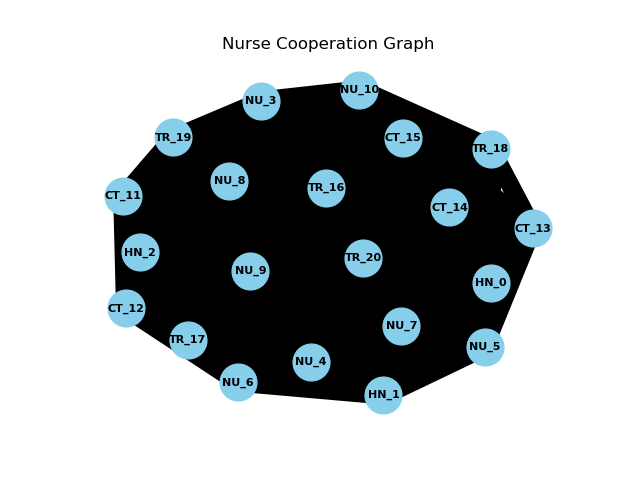 Nurse Cooperation Graph
NU_10
NU_3
TR_19
CT_15
TR_18
NU_8
TR_16
CT_11
CT_14
CT_13
HN_2
TR_20
NU_9
HN_0
CT_12
NU_7
TR_17
NU_5
NU_4
NU_6
HN_1